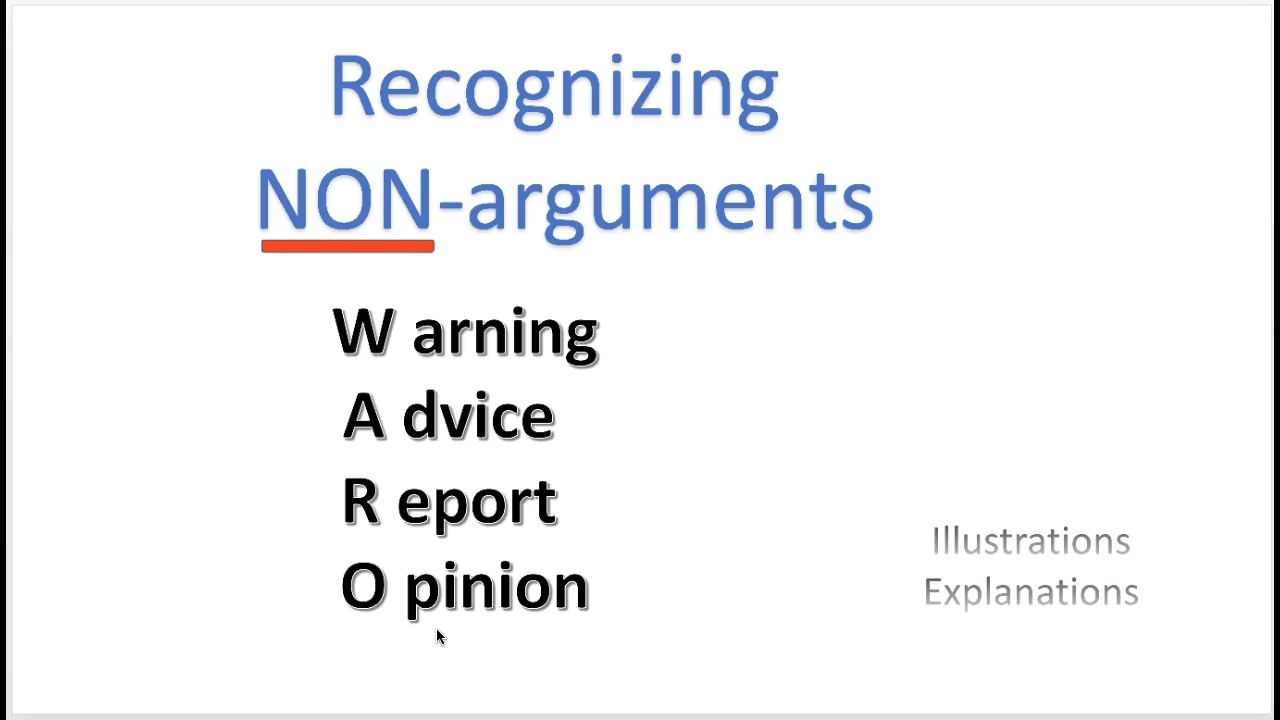 Recognizing
NON-arguments
W arning
A dvice
R eport
O pinion
Illustrations
Explanations